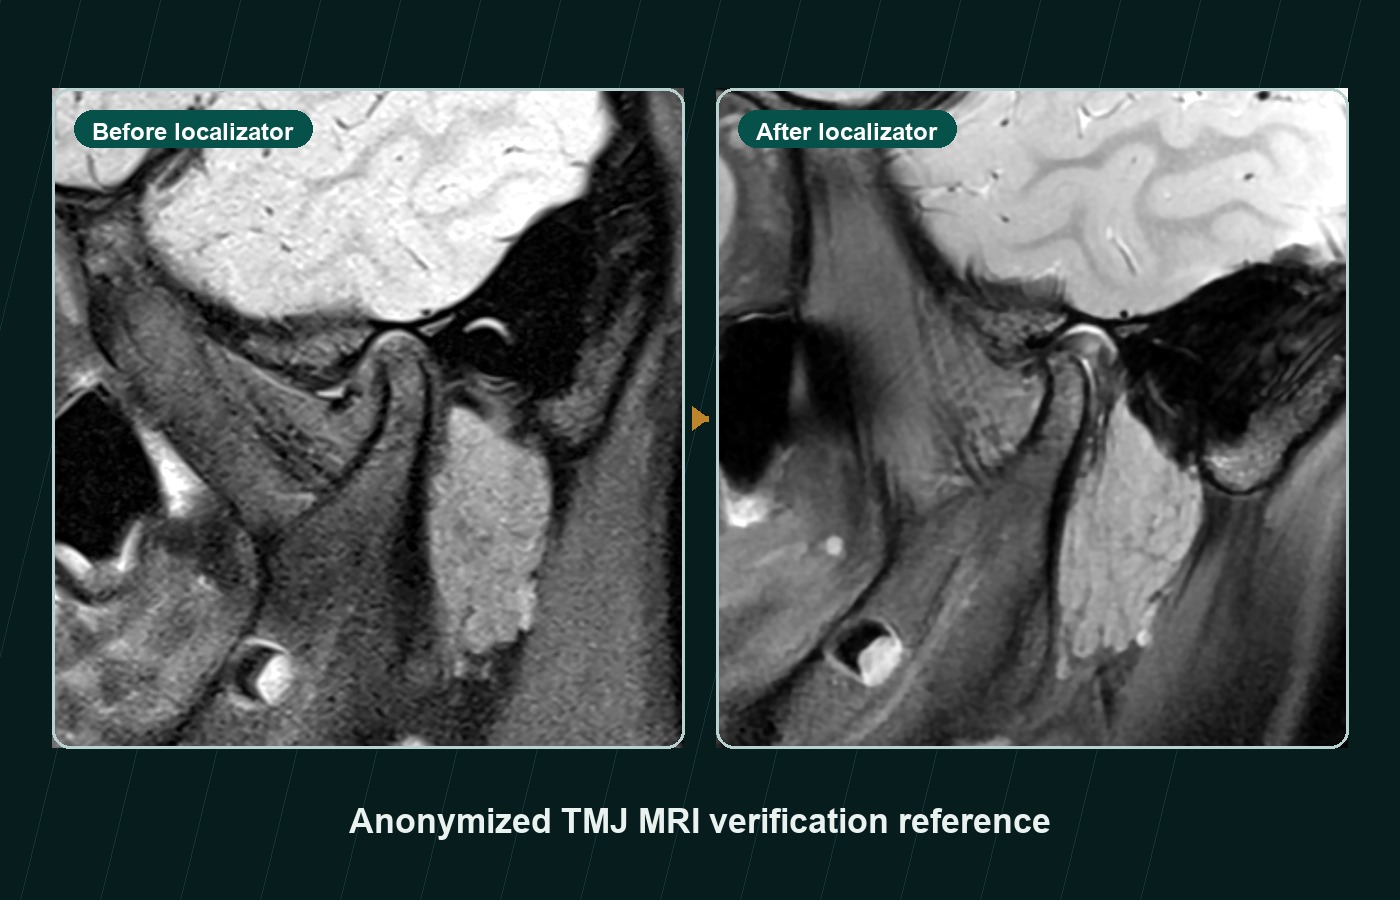 Before localizator
After localizator
Anonymized TMJ MRI verification reference